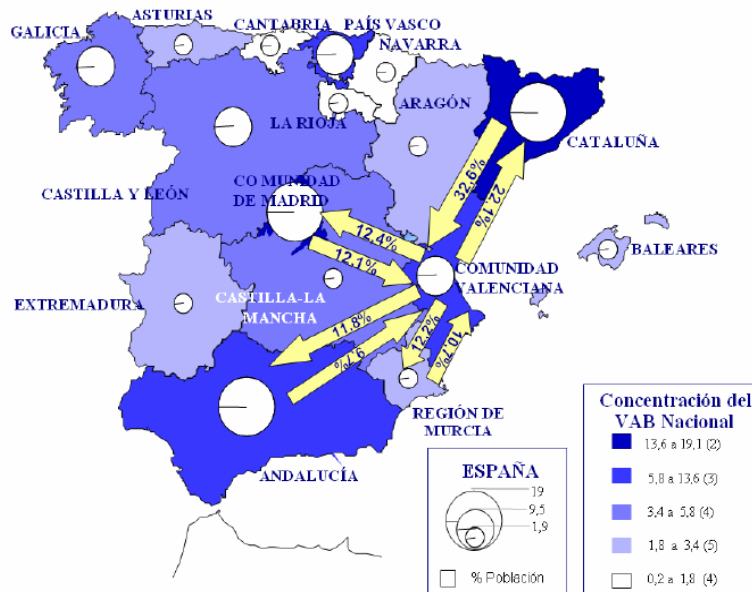 ASTURIAS
CANTABRIA PAÍS VASCO
GALICIA
NAVARRA
ARAGÓN
LA RIOJA
CATALUÑA
32,6%
22,1%
CASTILLA Y LEÓN
CO MUNIDAD
DE MADRID
12,4%
12,1%
BALEARES
COMUNIDAD
VALENCIANA
EXTREMADURA
CASTILLA-LA
MANCHA
11,8%
9,7%
12,2%
10,7%
REGIÓN DE
MURCIA
ANDALUCÍA
ESPAÑA
19
9,5
1,9
% Población
Concentración del
VAB Nacional
13,6 a 19,1 (2)
5,8 a 13,6 (3)
3,4 a 5,8 (4)
1,8 a 3,4 (5)
0,2 a 1,8 (4)